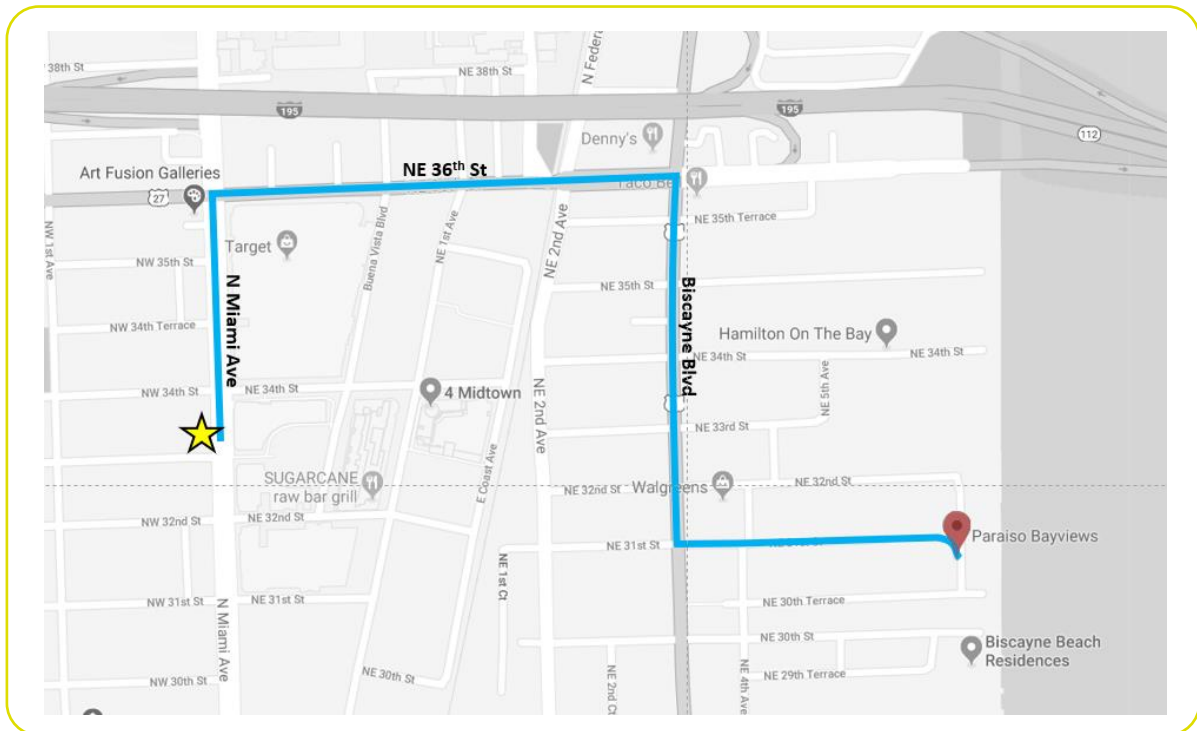 38th St
NE 38th St
N Federal
195
195
112
Denny's
NE 36th St
Art Fusion Galleries
27
Taco Be
NE 35th Terrace
NW 1st Ave
Target
Buena Vista Blvd
NE 1st Ave
NE 2nd Ave
NW 35th St
N Miami Ave
NE 35th St
Biscayne Blvd
NW 34th Terrace
Hamilton On The Bay
NE 34th St
NE 34th St
NW 34th St
NE 34th St
4 Midtown
NE 2nd Ave
NE 5th Ave
NE 33rd St
E Coast Ave
SUGARCANE
raw bar grill
NE 32nd St
Walgreens
NE 32nd St
NW 32nd St
NE 32nd St
NE 31st St
Paraiso Bayviews
NE 1st Ct
NW 31st St
NE 31st St
N Miami Ave
NE 30th Terrace
NE 30th St
Biscayne Beach
Residences
NW 30th St
NE 30th St
NE 2nd Ct
NE 4th Ave
NE 29th Terrace